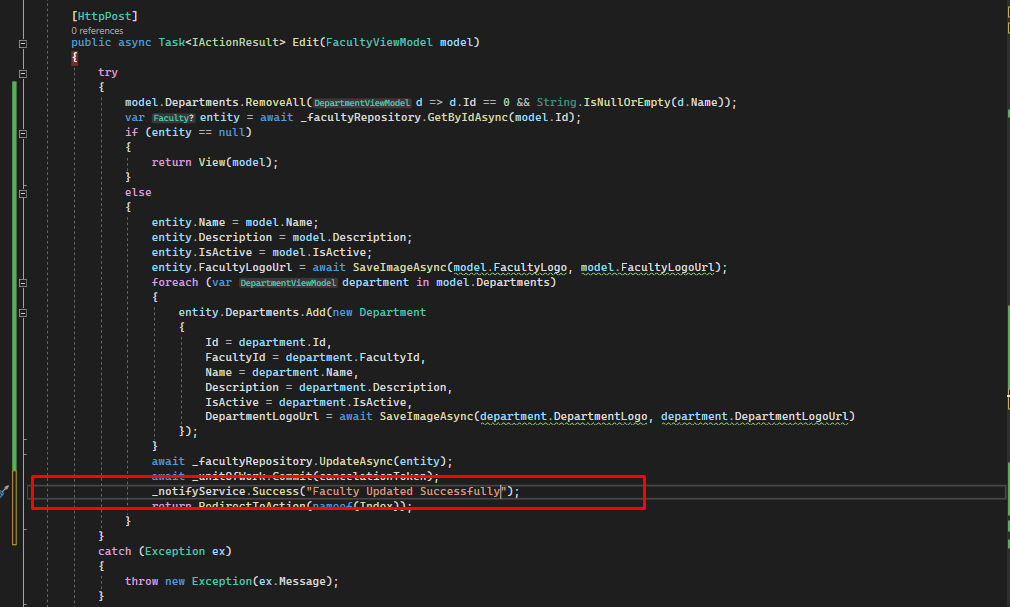 [HttpPost]
0 references
public async Task<IActionResult> Edit(FacultyViewModel model)
{
try
{
model.Departments.RemoveAll(DepartmentViewModel d => d.Id == 0 && String.IsNullOrEmpty(d.Name));
var Faculty? entity = await _facultyRepository.GetByIdAsync(model.Id);
if (entity == null)
{
return View(model);
}
else
{
entity.Name = model.Name;
entity.Description = model.Description;
entity.IsActive = model.IsActive;
entity.FacultyLogoUrl = await SaveImageAsync(model.FacultyLogo, model.FacultyLogoUrl);
foreach (var DepartmentViewModel department in model.Departments)
{
entity.Departments.Add(new Department
{
Id = department.Id,
FacultyId = department.FacultyId,
Name = department.Name,
Description = department.Description,
IsActive = department.IsActive,
DepartmentLogoUrl = await SaveImageAsync(department.DepartmentLogo, department.DepartmentLogoUrl)
});
}
await _facultyRepository.UpdateAsync(entity);
await _unitOfWork.Commit(cancelationToken);
_notifyService.Success("Faculty Updated Successfully");
return RedirectToAction(nameof(Index));
}
}
catch (Exception ex)
{
throw new Exception(ex.Message);
}